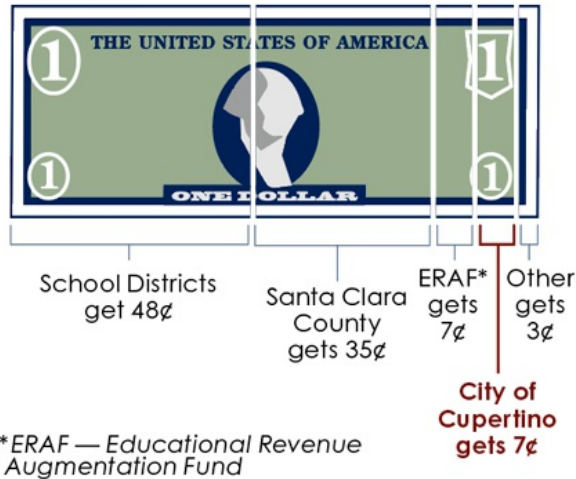 1
THE UNITED STATES OF AMERICA
1
1
1
ONE DOLLAR
School Districts
get 48¢
Santa Clara
County
gets 35¢
ERAF*
gets
7¢
Other
gets
3¢
City of
Cupertino
gets 7¢
*ERAF — Educational Revenue
Augmentation Fund